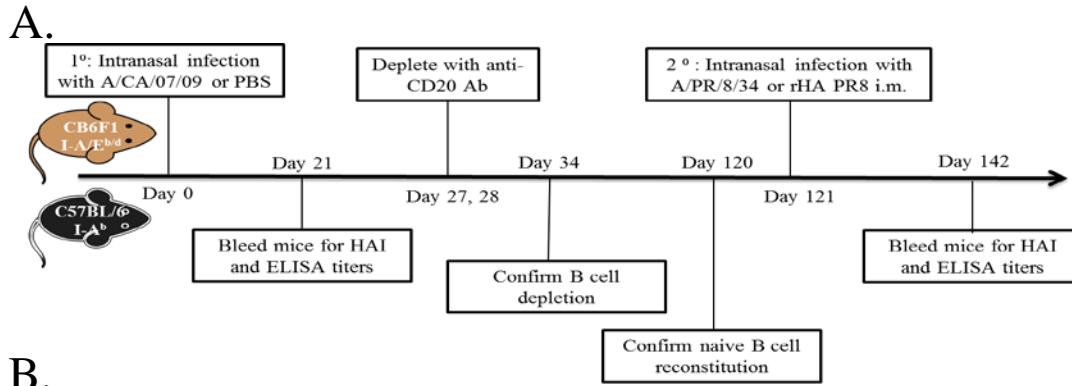 A.
1º: Intranasal infection
with A/CA/07/09 or PBS
Deplete with anti-
CD20 Ab
2 º : Intranasal infection with
A/PR/8/34 or rHA PR8 i.m.
CB6F1
I-A/E^b/d
Day 21
Day 34
Day 120
Day 142
Day 0
Day 27, 28
Day 121
C57BL/6
I-A^b
Bleed mice for HAI
and ELISA titers
Confirm B cell
depletion
Bleed mice for HAI
and ELISA titers
Confirm naive B cell
reconstitution
B.